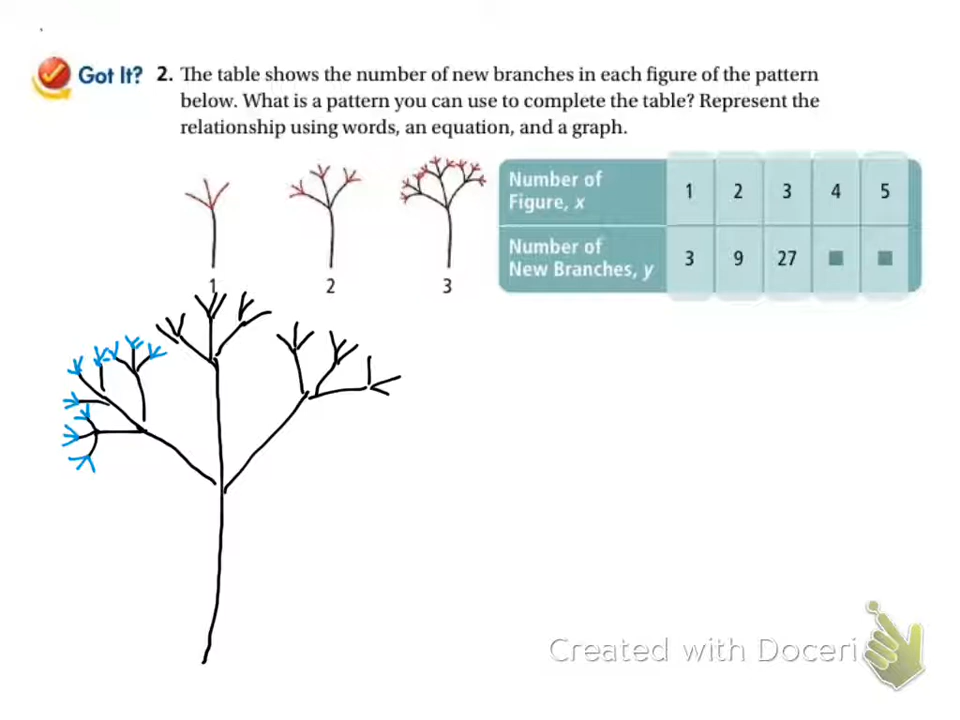 Got It? 2. The table shows the number of new branches in each figure of the pattern
below. What is a pattern you can use to complete the table? Represent the
relationship using words, an equation, and a graph.
Number of
Figure, x
1 2 3 4 5
Number of
New Branches, y
3 9 27
1 2 3
Created with Doceri